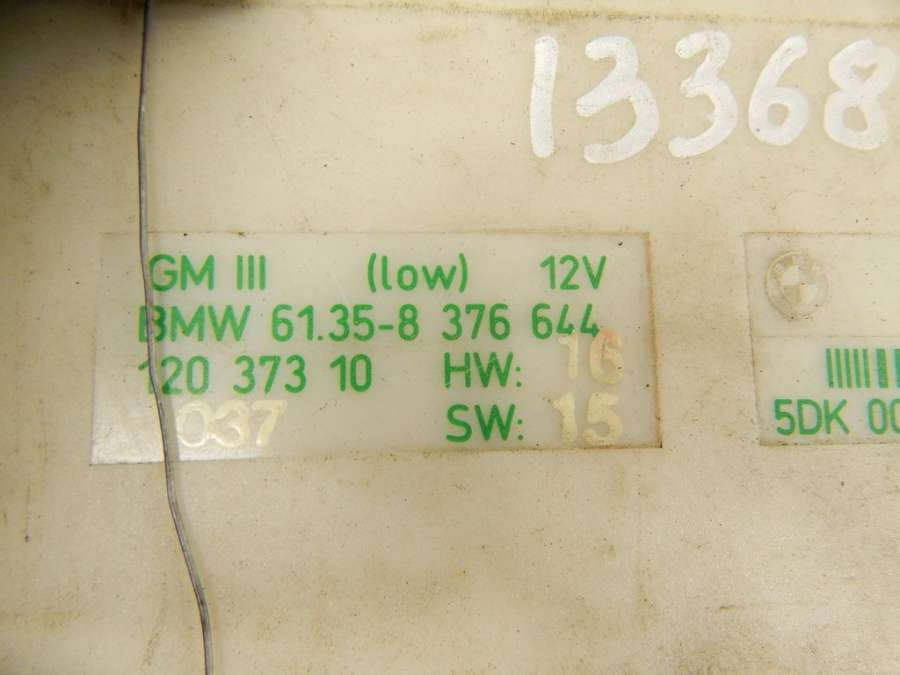 13368
GM III (low) 12V
BMW 61.35-8 376 644
120 373 10 HW: 16
037 SW: 15
5DK 00